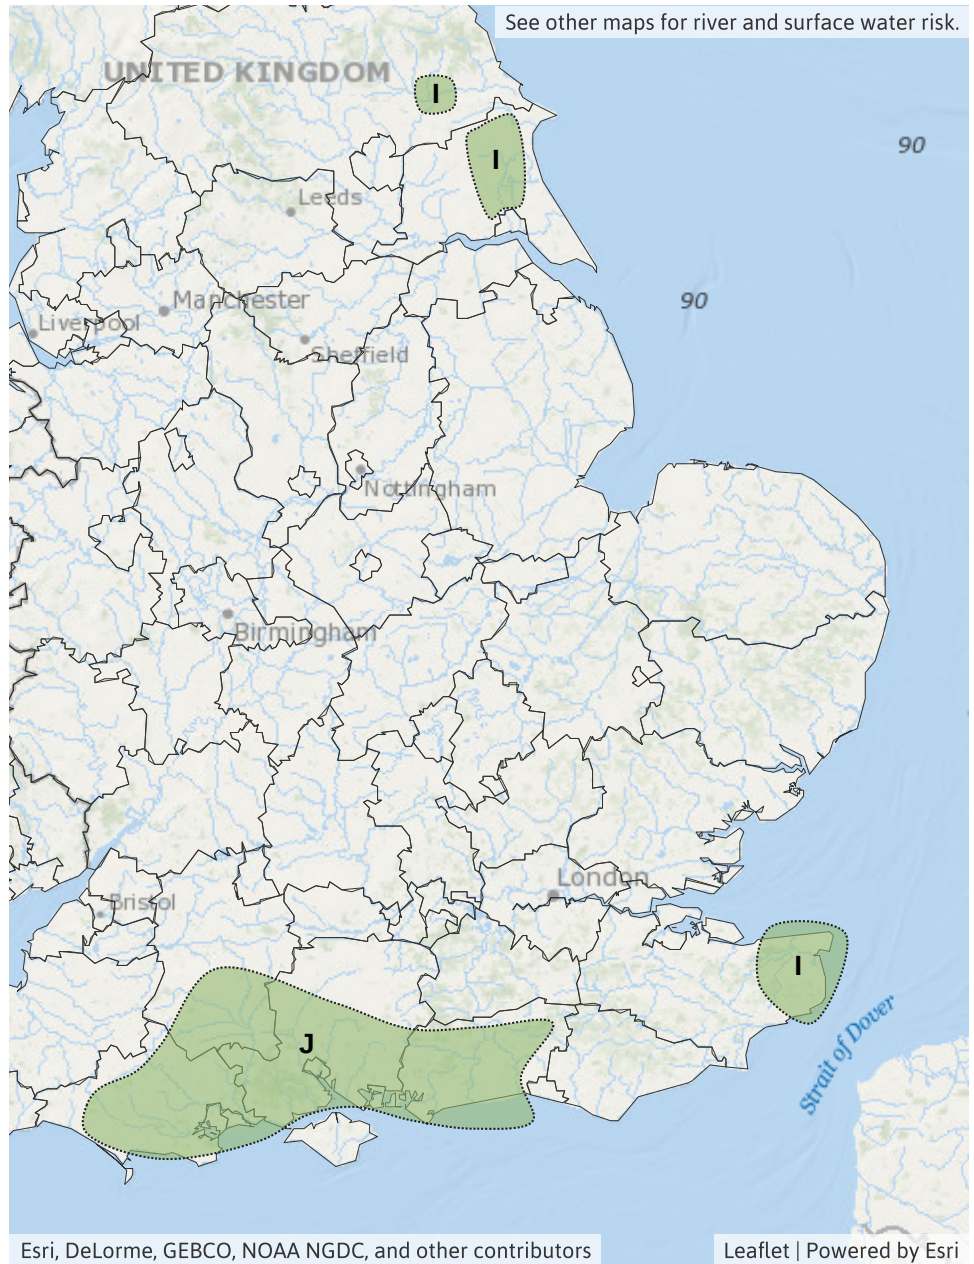 See other maps for river and surface water risk.
UNITED KINGDOM
I
90
I
Leeds
90
Manchester
Liverpool
Sheffield
Nottingham
Birmingham
London
Bristol
I
Strait of Dover
J
Esri, DeLorme, GEBCO, NOAA NGDC, and other contributors
Leaflet | Powered by Esri